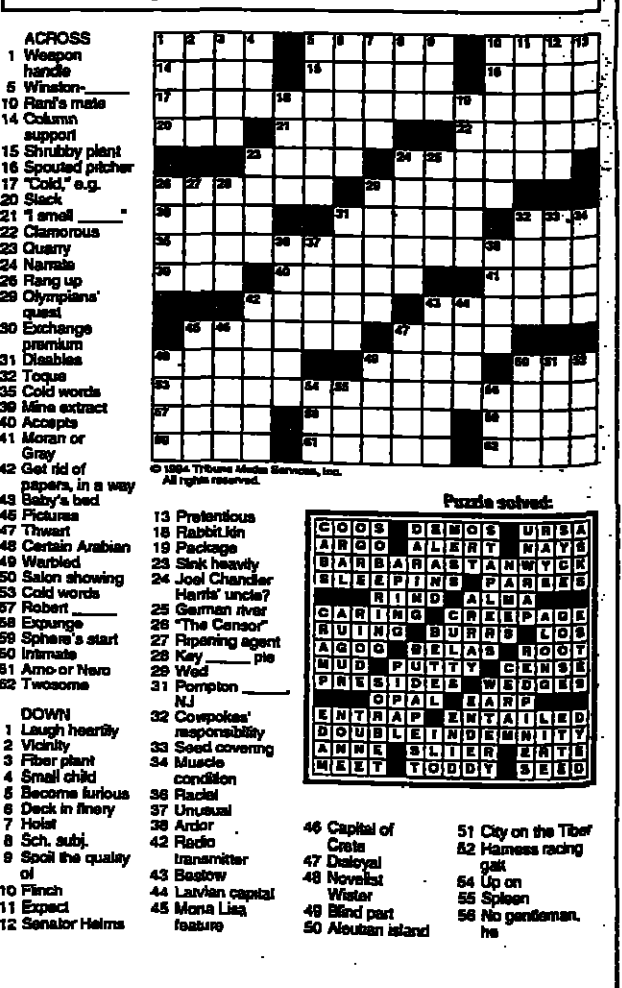 ACROSS
1 Weapon
handle
5 Winston-_____
10 Rani's mate
14 Column
support
15 Shrubby plant
16 Spouted pitcher
17 "Cold," e.g.
20 Slack
21 "I smell _____"
22 Clamorous
23 Quarry
24 Narrate
26 Rang up
29 Olympians'
quest
30 Exchange
premium
31 Disables
32 Toque
35 Cold words
39 Mine extract
40 Accepts
41 Moran or
Gray
42 Get rid of
papers, in a way
43 Baby's bed
45 Pictures
47 Thwart
48 Certain Arabian
49 Warbled
50 Salon showing
53 Cold words
57 Robert _____
58 Expunge
59 Sphere's start
60 Intimate
61 Arno or Nero
62 Twosome
DOWN
1 Laugh heartily
2 Vicinity
3 Fiber plant
4 Small child
5 Become furious
6 Deck in finery
7 Hoist
8 Sch. subj.
9 Spoil the quality
of
10 Flinch
11 Expect
12 Senator Helms
© 1994 Tribune Media Services, Inc.
All rights reserved.
13 Pretentious
18 Rabbit kin
19 Package
23 Sink heavily
24 Joel Chandler
Harris' uncle?
25 German river
26 "The Censor"
27 Ripening agent
28 Key _____ pie
29 Wed
31 Pompton _____
NJ
32 Cowpokes'
responsibility
33 Seed covering
34 Muscle
condition
36 Racial
37 Unusual
38 Ardor
42 Radio
transmitter
43 Bestow
44 Latvian capital
45 Mona Lisa
feature
Puzzle solved:
COOS DEMOS URSA
ARGO ALERT NAYS
BARBARASTANWYCK
SLEEPINS PAREES
RIND ALMA
CARING CREEPAGE
RUING BURRS LOS
AGOG BELAS ROOT
MUD PUTTY CENSE
PRESIDES WEDGES
OPAL EARP
ENTRAP ENTAILED
DOUBLEINDEMNITY
ANNE SLIER ERTE
MEET TODDY SEED
46 Capital of
Crete
47 Disloyal
48 Novelist
Wister
49 Blind part
50 Aleutian island
51 City on the Tiber
52 Harness racing
gait
54 Up on
55 Spleen
56 No gentleman,
he